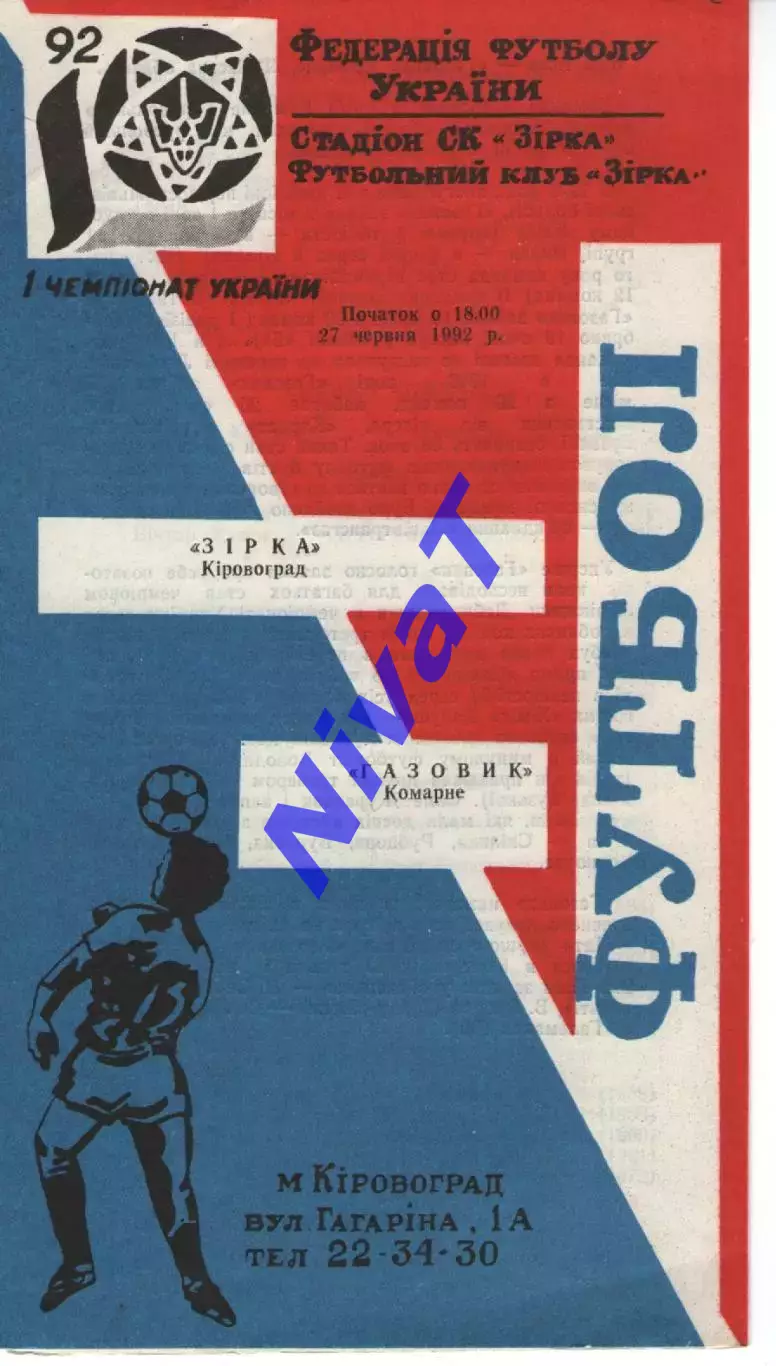 92
Федерація футболу
України
Стадіон СК «Зірка»
Футбольний клуб «Зірка»
І ЧЕМПІОНАТ УКРАЇНИ
Початок о 18.00
27 червня 1992 р.
«ЗІРКА»
Кіровоград
«ГАЗОВИК»
Комарне
ФУТБОЛ
NivaT
м Кіровоград
вул. Гагаріна, 1А
тел 22-34-30